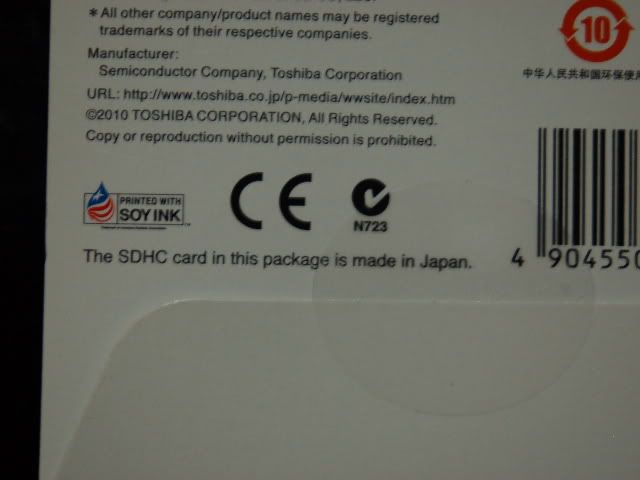 * All other company/product names may be registered
trademarks of their respective companies.
Manufacturer:
Semiconductor Company, Toshiba Corporation
URL: http://www.toshiba.co.jp/p-media/wwsite/index.htm
©2010 TOSHIBA CORPORATION, All Rights Reserved.
Copy or reproduction without permission is prohibited.
10
中华人民共和国环保使用
PRINTED WITH
SOY INK
CE
N723
The SDHC card in this package is made in Japan.
4 904550